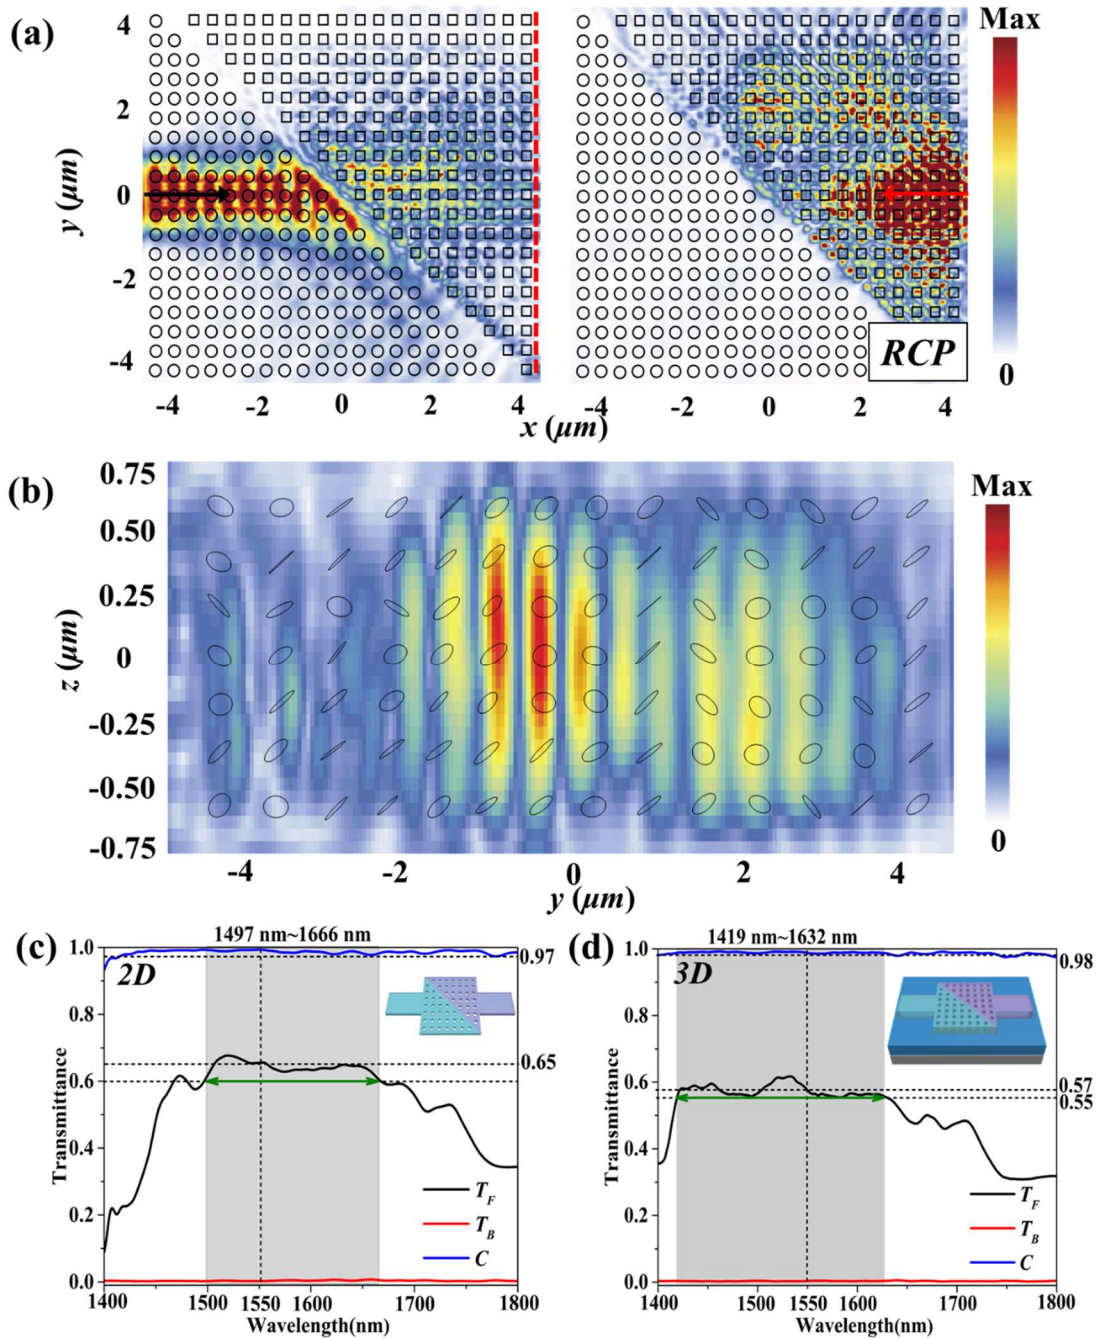 (a)
4
2
0
-2
-4
y (μm)
-4 -2 0 2 4
-4 -2 0 2 4
x (μm)
RCP
Max
0
(b)
0.75
0.50
0.25
0
-0.25
-0.50
-0.75
z (μm)
-4 -2 0 2 4
y (μm)
Max
0
(c)
1497 nm~1666 nm
2D
1.0
0.8
0.6
0.4
0.2
0.0
Transmittance
0.97
0.65
T_F
T_B
C
1400 1500 1550 1600 1700 1800
Wavelength(nm)
(d)
1419 nm~1632 nm
3D
1.0
0.8
0.6
0.4
0.2
0.0
Transmittance
0.98
0.57
0.55
T_F
T_B
C
1400 1500 1550 1600 1700 1800
Wavelength(nm)